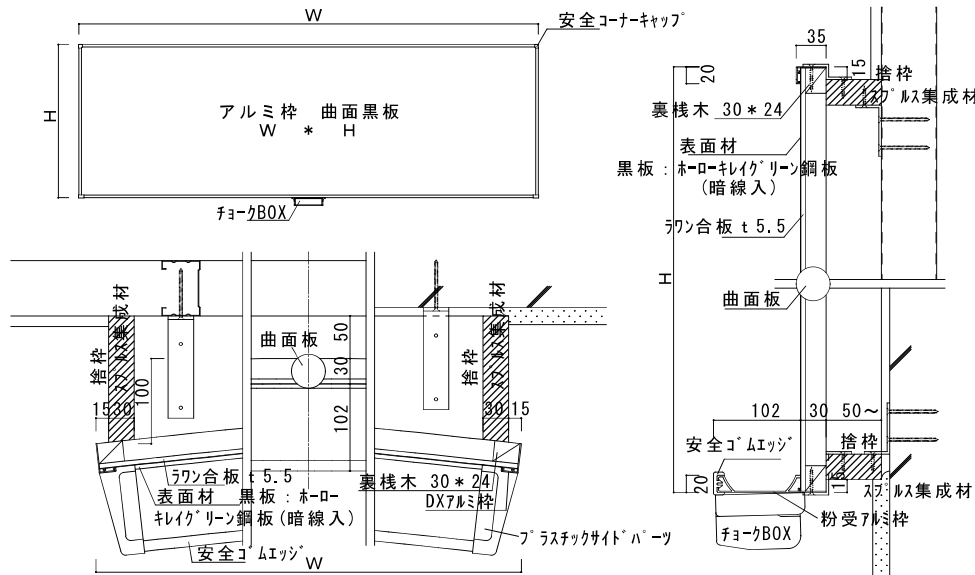 W
安全コーナーキャップ
H
アルミ枠 曲面黒板
W * H
チョークBOX
35
20
15
捨枠
スプルス集成材
裏桟木 30*24
表面材
黒板：ホーローキレイグリーン鋼板
(暗線入)
ラワン合板 t5.5
H
曲面板
102 30 50～
安全ゴムエッジ
捨枠
20
15
スプルス集成材
粉受アルミ枠
チョークBOX
捨枠
スプルス集成材
曲面板
50
30
102
100
捨枠
スプルス集成材
15 30
30 15
ラワン合板 t5.5
表面材 黒板：ホーロー
キレイグリーン鋼板(暗線入)
裏桟木 30*24
DXアルミ枠
安全ゴムエッジ
プラスチックサイドパーツ
W